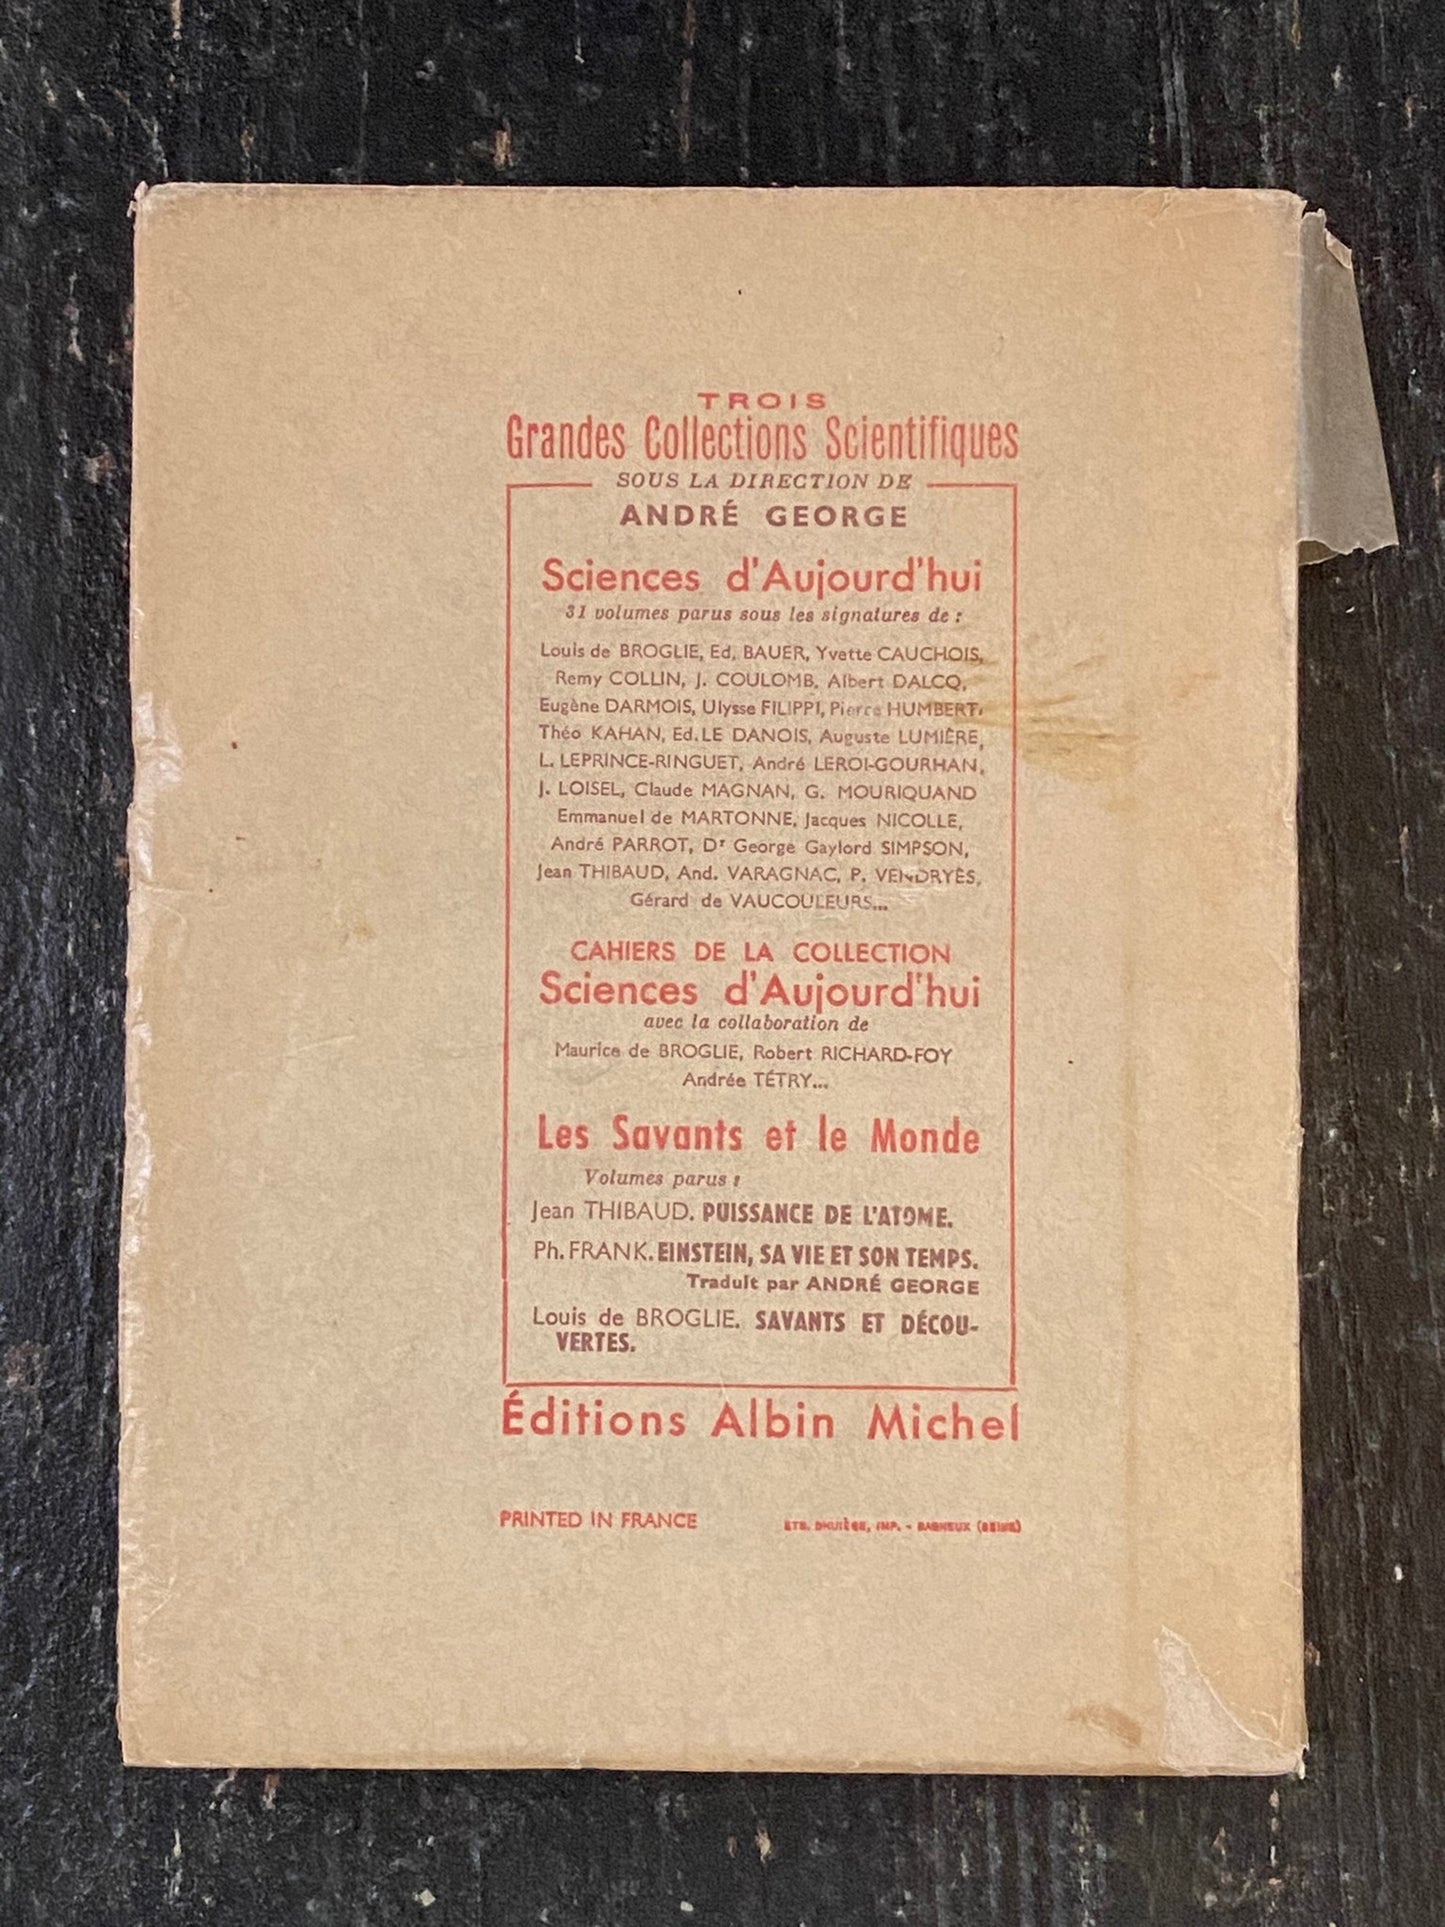 TROIS
Grandes Collections Scientifiques
SOUS LA DIRECTION DE
ANDRÉ GEORGE
Sciences d'Aujourd'hui
31 volumes parus sous les signatures de :
Louis de BROGLIE, Ed. BAUER, Yvette CAUCHOIS,
Remy COLLIN, J. COULOMB, Albert DALCQ,
Eugène DARMOIS, Ulysse FILIPPI, Pierre HUMBERT,
Théo KAHAN, Ed. LE DANOIS, Auguste LUMIÈRE,
L. LEPRINCE-RINGUET, André LEROI-GOURHAN,
J. LOISEL, Claude MAGNAN, G. MOURIQUAND
Emmanuel de MARTONNE, Jacques NICOLLE,
André PARROT, Dr George Gaylord SIMPSON,
Jean THIBAUD, And. VARAGNAC, P. VENDRYÈS,
Gérard de VAUCOULEURS...
CAHIERS DE LA COLLECTION
Sciences d'Aujourd'hui
avec la collaboration de
Maurice de BROGLIE, Robert RICHARD-FOY
Andrée TÉTRY...
Les Savants et le Monde
Volumes parus :
Jean THIBAUD. PUISSANCE DE L'ATOME.
Ph. FRANK. EINSTEIN, SA VIE ET SON TEMPS.
Traduit par ANDRÉ GEORGE
Louis de BROGLIE. SAVANTS ET DÉCOU-
VERTES.
Éditions Albin Michel
PRINTED IN FRANCE
ETS. DHUIÈGE, IMP. - BAGNEUX (SEINE)